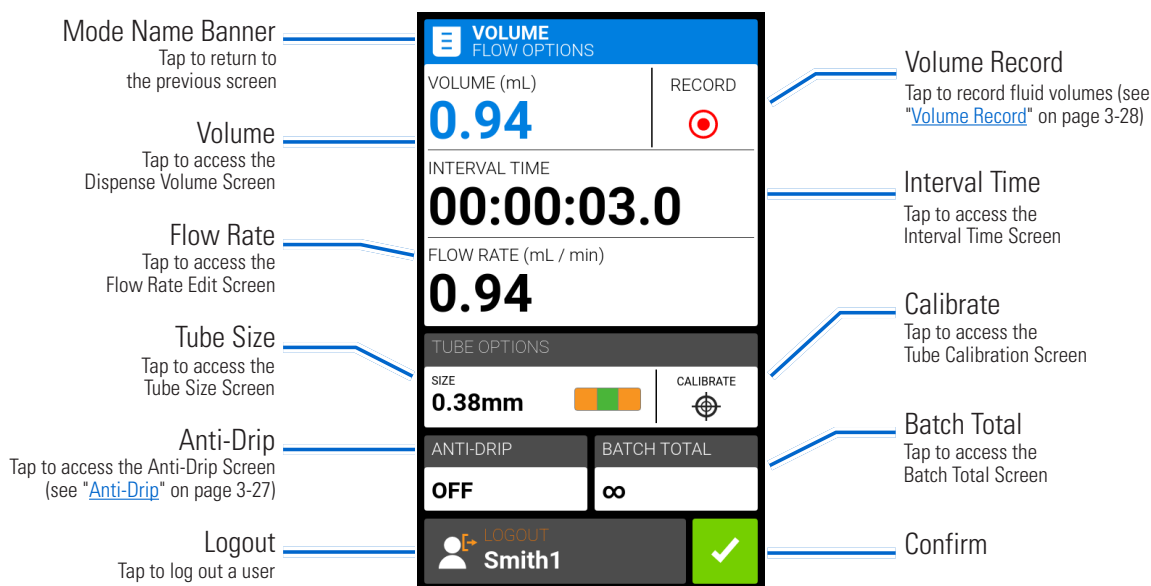 Mode Name Banner
Tap to return to
the previous screen
Volume
Tap to access the
Dispense Volume Screen
Flow Rate
Tap to access the
Flow Rate Edit Screen
Tube Size
Tap to access the
Tube Size Screen
Anti-Drip
Tap to access the Anti-Drip Screen
(see "Anti-Drip" on page 3-27)
Logout
Tap to log out a user
VOLUME
FLOW OPTIONS
VOLUME (mL)
0.94
RECORD
INTERVAL TIME
00:00:03.0
FLOW RATE (mL / min)
0.94
TUBE OPTIONS
SIZE
0.38mm
CALIBRATE
ANTI-DRIP
OFF
BATCH TOTAL
∞
LOGOUT
Smith1
Volume Record
Tap to record fluid volumes (see
"Volume Record" on page 3-28)
Interval Time
Tap to access the
Interval Time Screen
Calibrate
Tap to access the
Tube Calibration Screen
Batch Total
Tap to access the
Batch Total Screen
Confirm